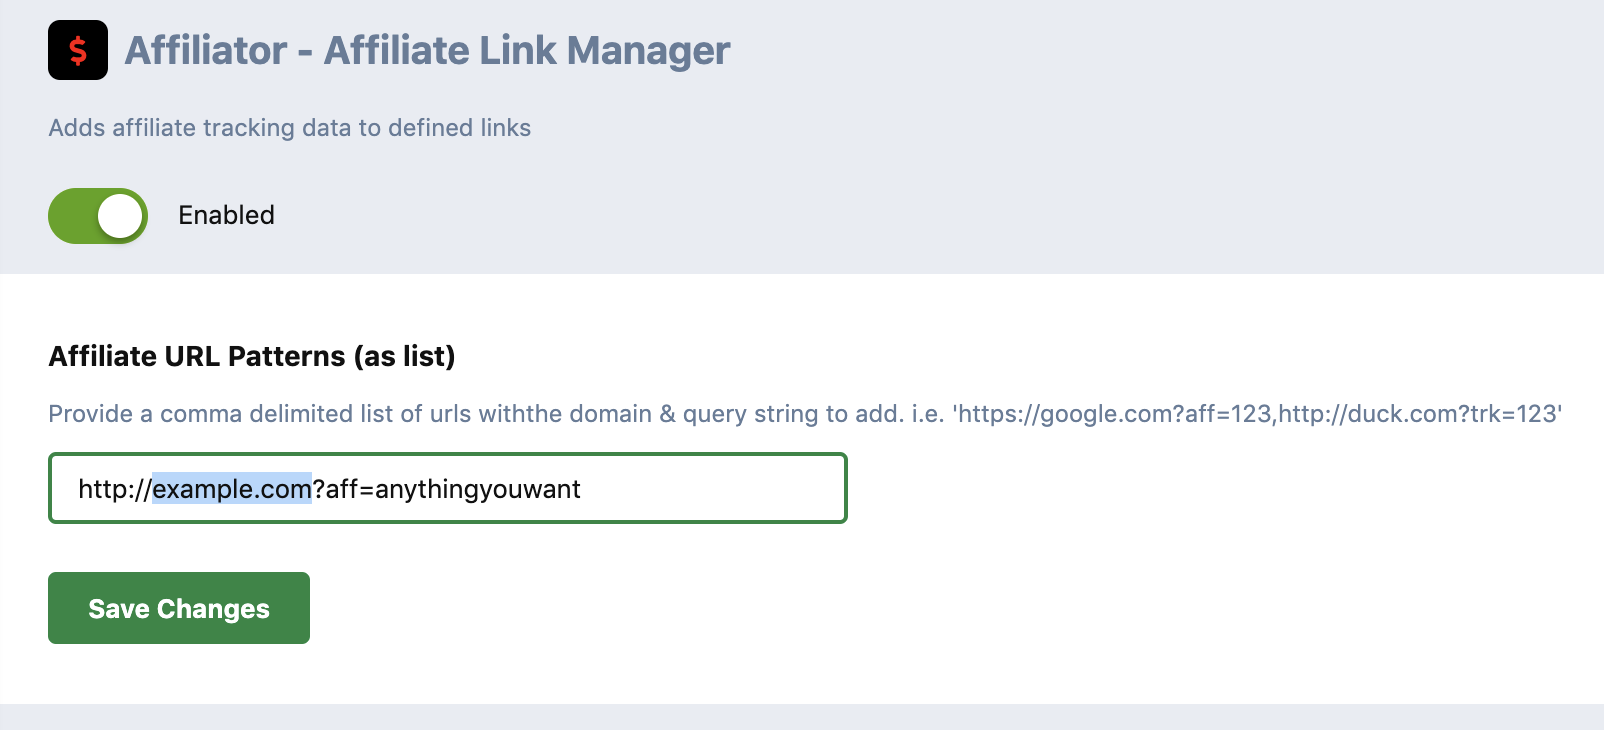 $
Affiliator - Affiliate Link Manager
Adds affiliate tracking data to defined links
Enabled
Affiliate URL Patterns (as list)
Provide a comma delimited list of urls withthe domain & query string to add. i.e. 'https://google.com?aff=123,http://duck.com?trk=123'
http://example.com?aff=anythingyouwant
Save Changes